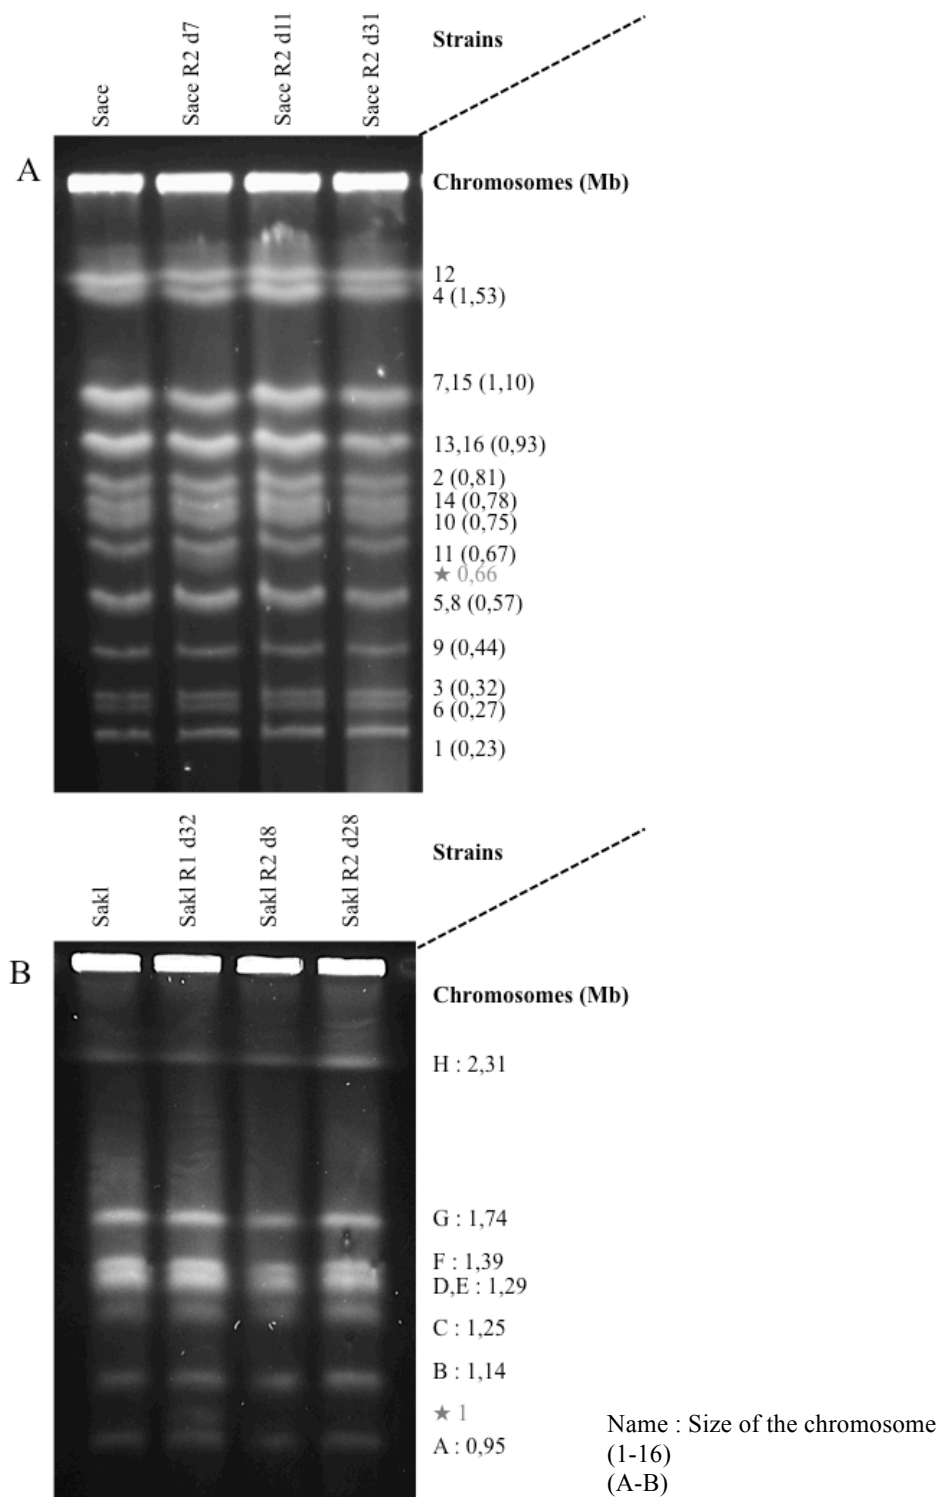 Sace
Sace R2 d7
Sace R2 d11
Sace R2 d31
Strains
A
Chromosomes (Mb)
12
4 (1,53)
7,15 (1,10)
13,16 (0,93)
2 (0,81)
14 (0,78)
10 (0,75)
11 (0,67)
★ 0,66
5,8 (0,57)
9 (0,44)
3 (0,32)
6 (0,27)
1 (0,23)
Sakl
Sakl R1 d32
Sakl R2 d8
Sakl R2 d28
Strains
B
Chromosomes (Mb)
H : 2,31
G : 1,74
F : 1,39
D,E : 1,29
C : 1,25
B : 1,14
★ 1
A : 0,95
Name : Size of the chromosome
(1-16)
(A-B)